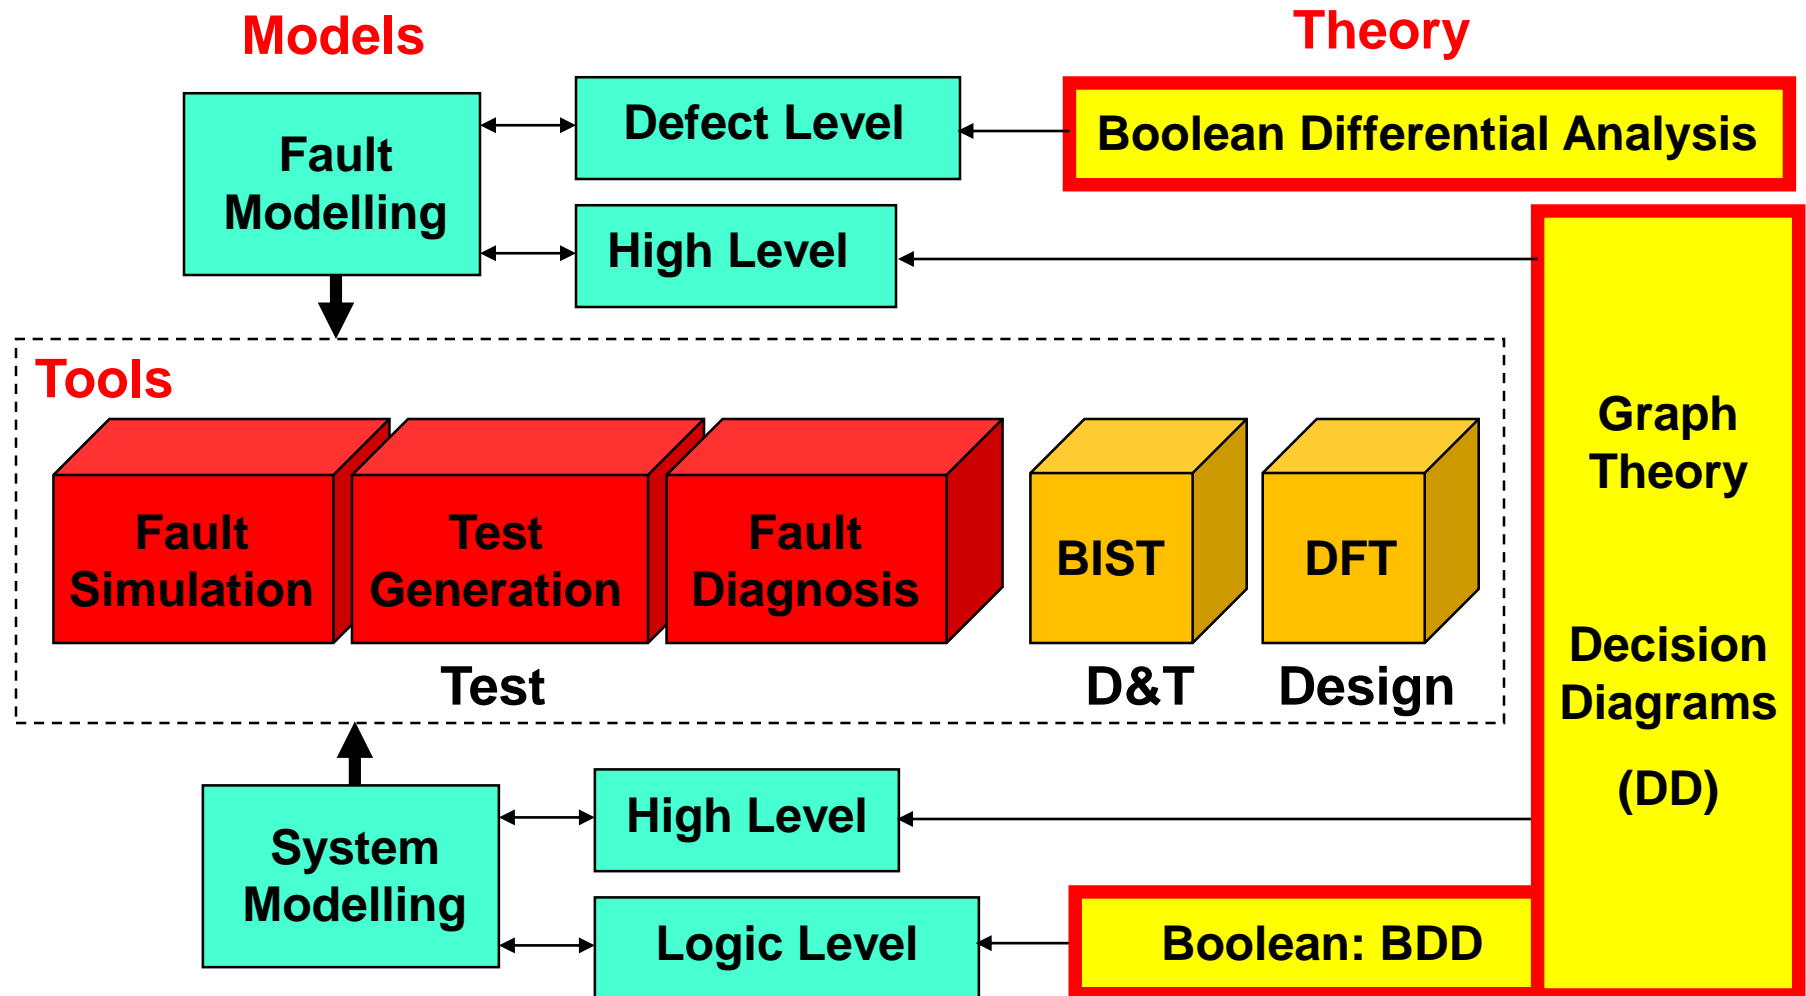 Models
Theory
Fault
Modelling
Defect Level
Boolean Differential Analysis
High Level
Tools
Fault
Simulation
Test
Generation
Fault
Diagnosis
BIST
DFT
Test
D&T
Design
Graph
Theory
Decision
Diagrams
(DD)
System
Modelling
High Level
Logic Level
Boolean: BDD